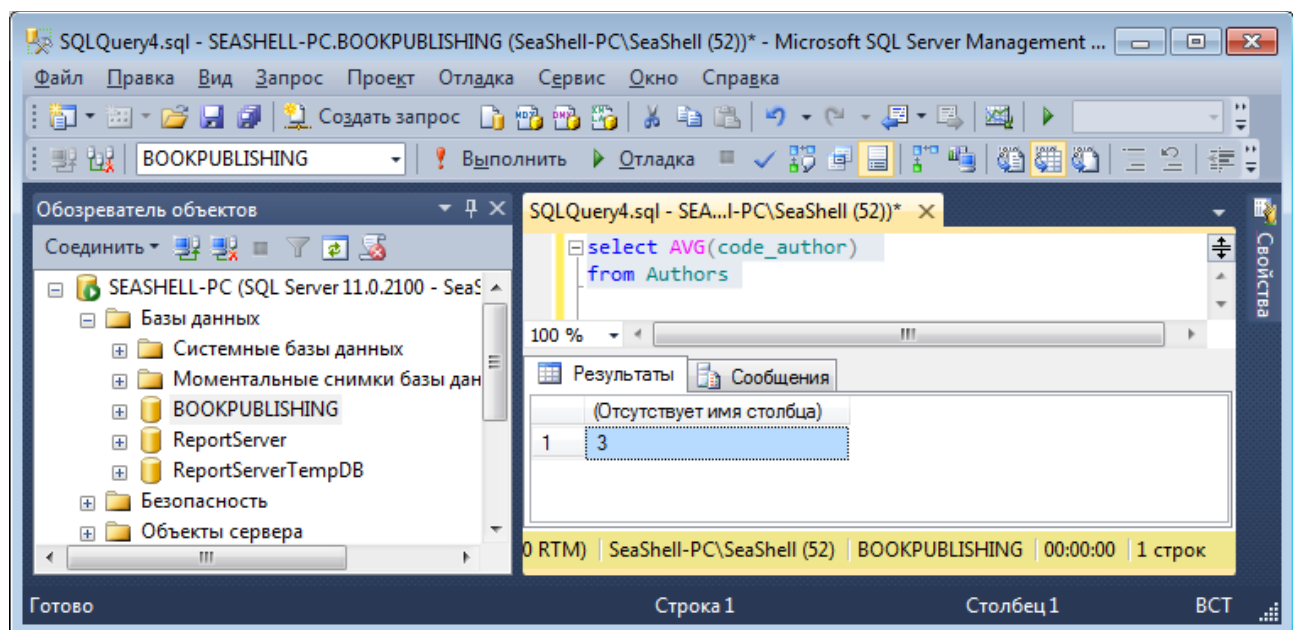 SQLQuery4.sql - SEASHELL-PC.BOOKPUBLISHING (SeaShell-PC\SeaShell (52))* - Microsoft SQL Server Management ...
Файл Правка Вид Запрос Проект Отладка Сервис Окно Справка
Создать запрос
BOOKPUBLISHING Выполнить Отладка
Обозреватель объектов
Соединить
SEASHELL-PC (SQL Server 11.0.2100 - SeaS
Базы данных
Системные базы данных
Моментальные снимки базы дан
BOOKPUBLISHING
ReportServer
ReportServerTempDB
Безопасность
Объекты сервера
SQLQuery4.sql - SEA...l-PC\SeaShell (52))*
select AVG(code_author)
from Authors
100 %
Результаты Сообщения
(Отсутствует имя столбца)
1 3
0 RTM) SeaShell-PC\SeaShell (52) BOOKPUBLISHING 00:00:00 1 строк
Свойства
Готово Строка 1 Столбец 1 ВСТ